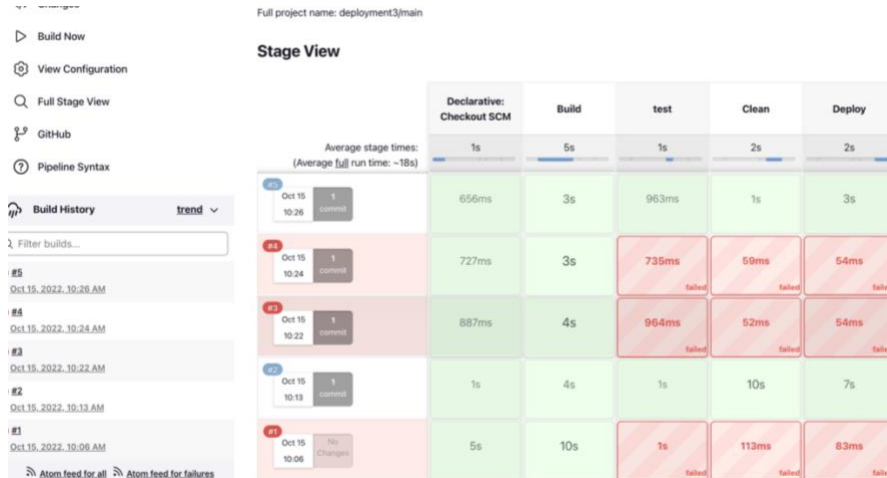 Changes
Build Now
View Configuration
Full Stage View
GitHub
Pipeline Syntax
Build History trend
Filter builds...
#5
Oct 15, 2022, 10:26 AM
#4
Oct 15, 2022, 10:24 AM
#3
Oct 15, 2022, 10:22 AM
#2
Oct 15, 2022, 10:13 AM
#1
Oct 15, 2022, 10:06 AM
Atom feed for all Atom feed for failures
Full project name: deployment3/main
Stage View
Declarative: Checkout SCM Build test Clean Deploy
Average stage times: 1s 5s 1s 2s 2s
(Average full run time: ~18s)
#5
Oct 15 1
10:26 commit
656ms 3s 963ms 1s 3s
#4
Oct 15 1
10:24 commit
727ms 3s 735ms 59ms 54ms
failed failed faile
#3
Oct 15 1
10:22 commit
887ms 4s 964ms 52ms 54ms
failed failed faile
#2
Oct 15 1
10:13 commit
1s 4s 1s 10s 7s
#1
Oct 15 No
10:06 Changes
5s 10s 1s 113ms 83ms
failed failed faile